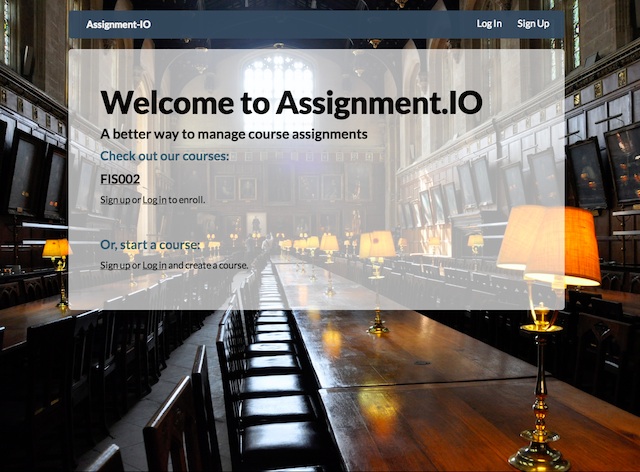 Assignment-IO
Log In Sign Up
Welcome to Assignment.IO
A better way to manage course assignments
Check out our courses:
FIS002
Sign up or Log in to enroll.
Or, start a course:
Sign up or Log in and create a course.